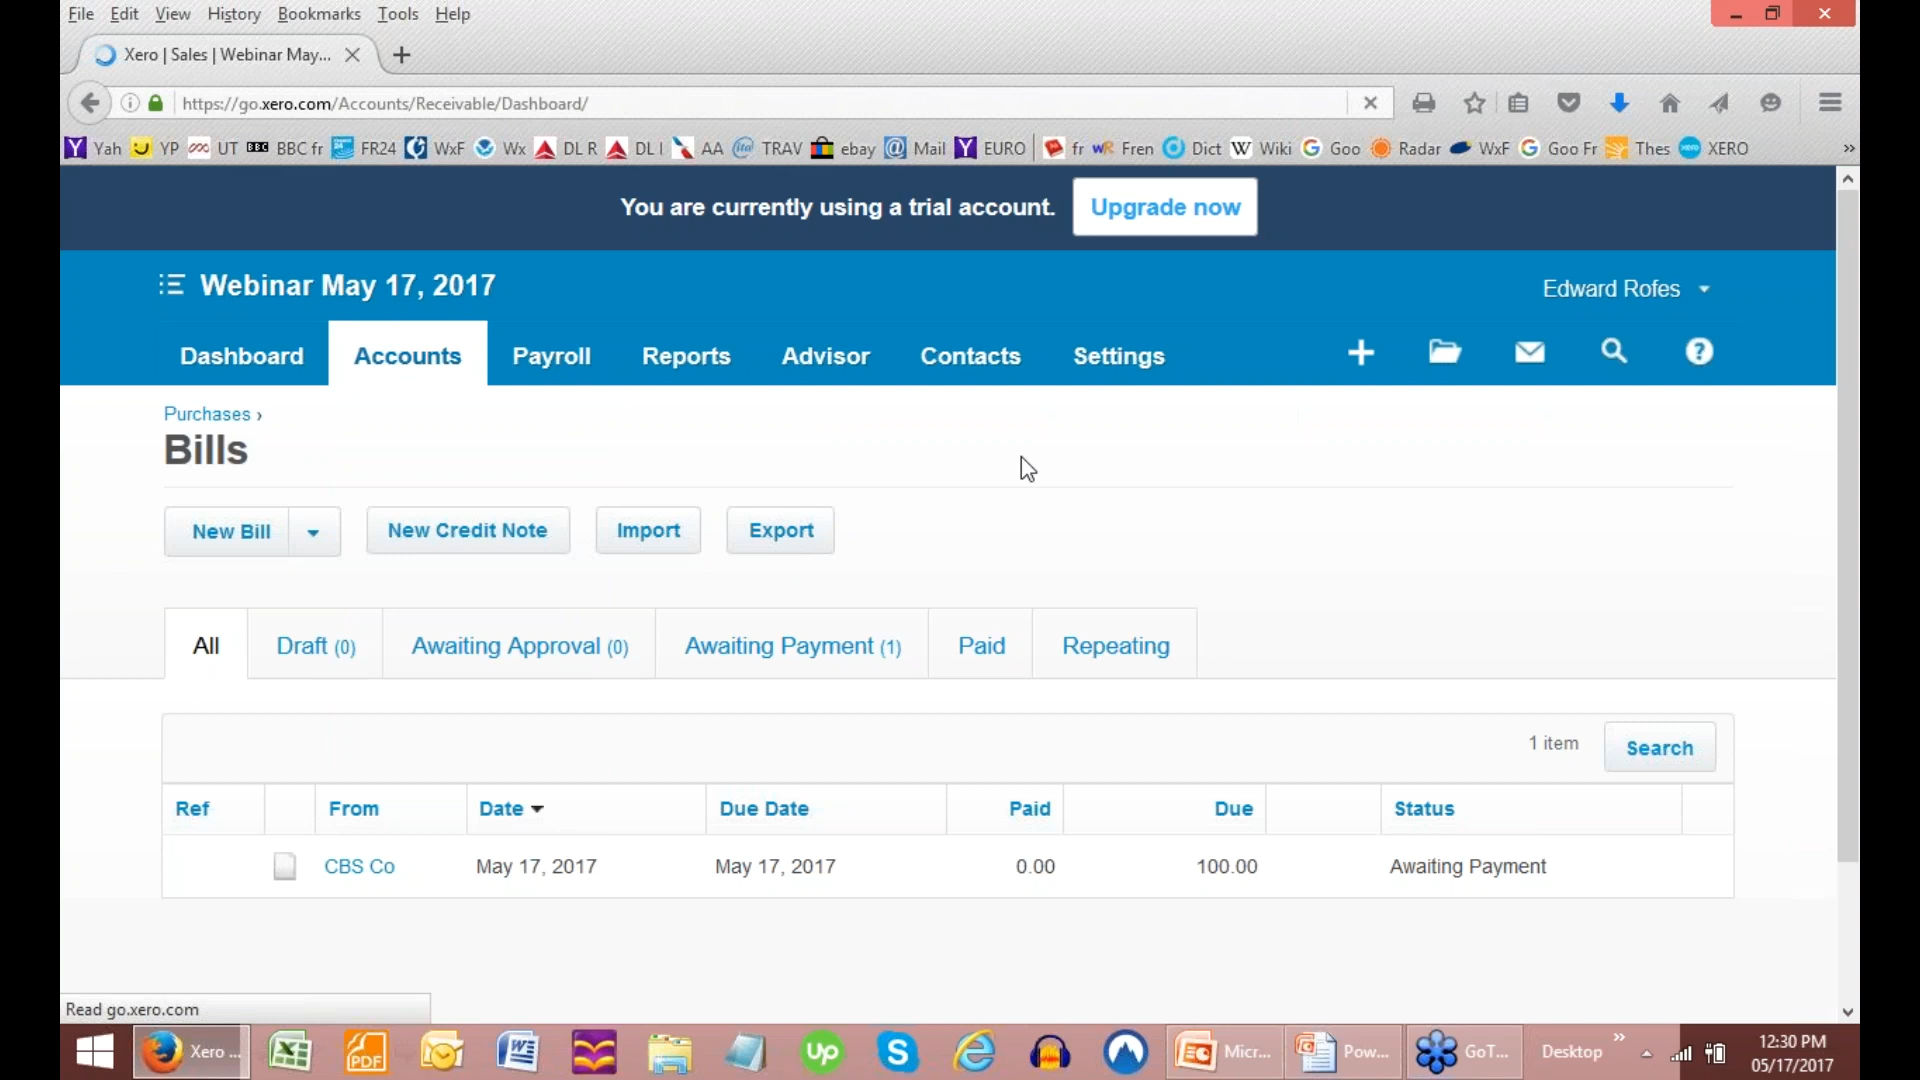 File Edit View History Bookmarks Tools Help
Xero | Sales | Webinar May...
https://go.xero.com/Accounts/Receivable/Dashboard/
Yah YP UT BBC BBC fr FR24 WxF Wx DL R DL I AA TRAV ebay Mail EURO fr Fren Dict Wiki Goo Radar WxF Goo Fr Thes XERO
You are currently using a trial account. Upgrade now
Webinar May 17, 2017
Edward Rofes
Dashboard Accounts Payroll Reports Advisor Contacts Settings
Purchases ›
Bills
New Bill New Credit Note Import Export
All Draft (0) Awaiting Approval (0) Awaiting Payment (1) Paid Repeating
1 item Search
Ref From Date Due Date Paid Due Status
CBS Co May 17, 2017 May 17, 2017 0.00 100.00 Awaiting Payment
Read go.xero.com
Xero ... PDF Up Micr... Pow... GoT... Desktop
12:30 PM
05/17/2017